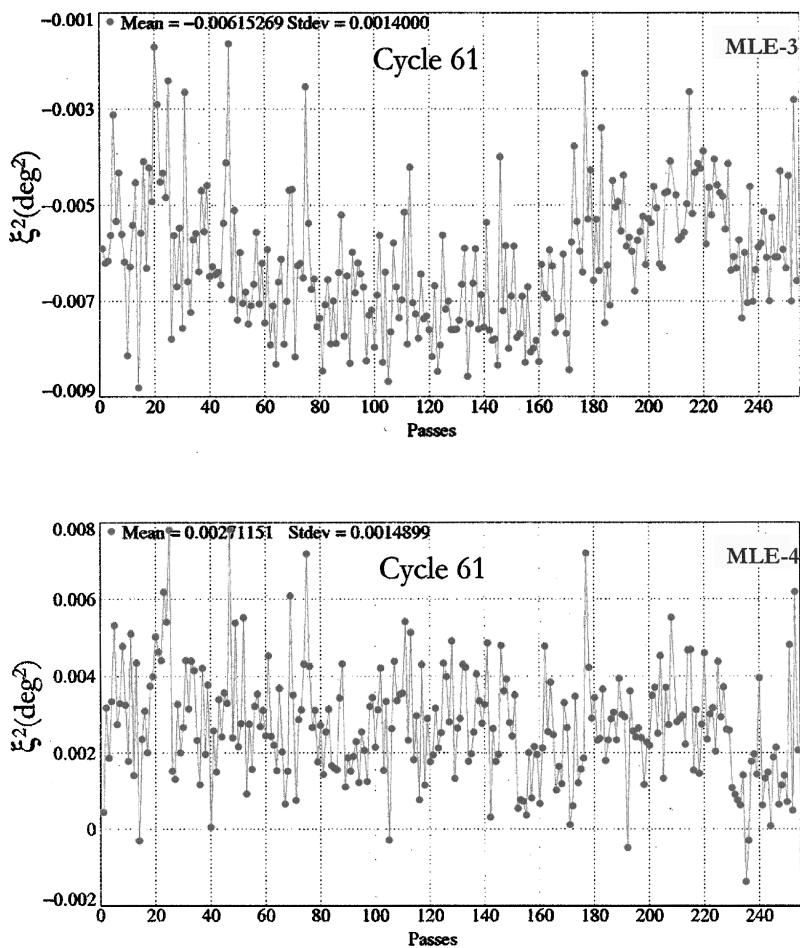 −0.001
Mean = −0.00615269 Stdev = 0.0014000
Cycle 61
MLE-3
−0.003
−0.005
−0.007
−0.009
ξ²(deg²)
0 20 40 60 80 100 120 140 160 180 200 220 240
Passes
0.008
Mean = 0.00271151 Stdev = 0.0014899
Cycle 61
MLE-4
0.006
0.004
0.002
0
−0.002
ξ²(deg²)
0 20 40 60 80 100 120 140 160 180 200 220 240
Passes